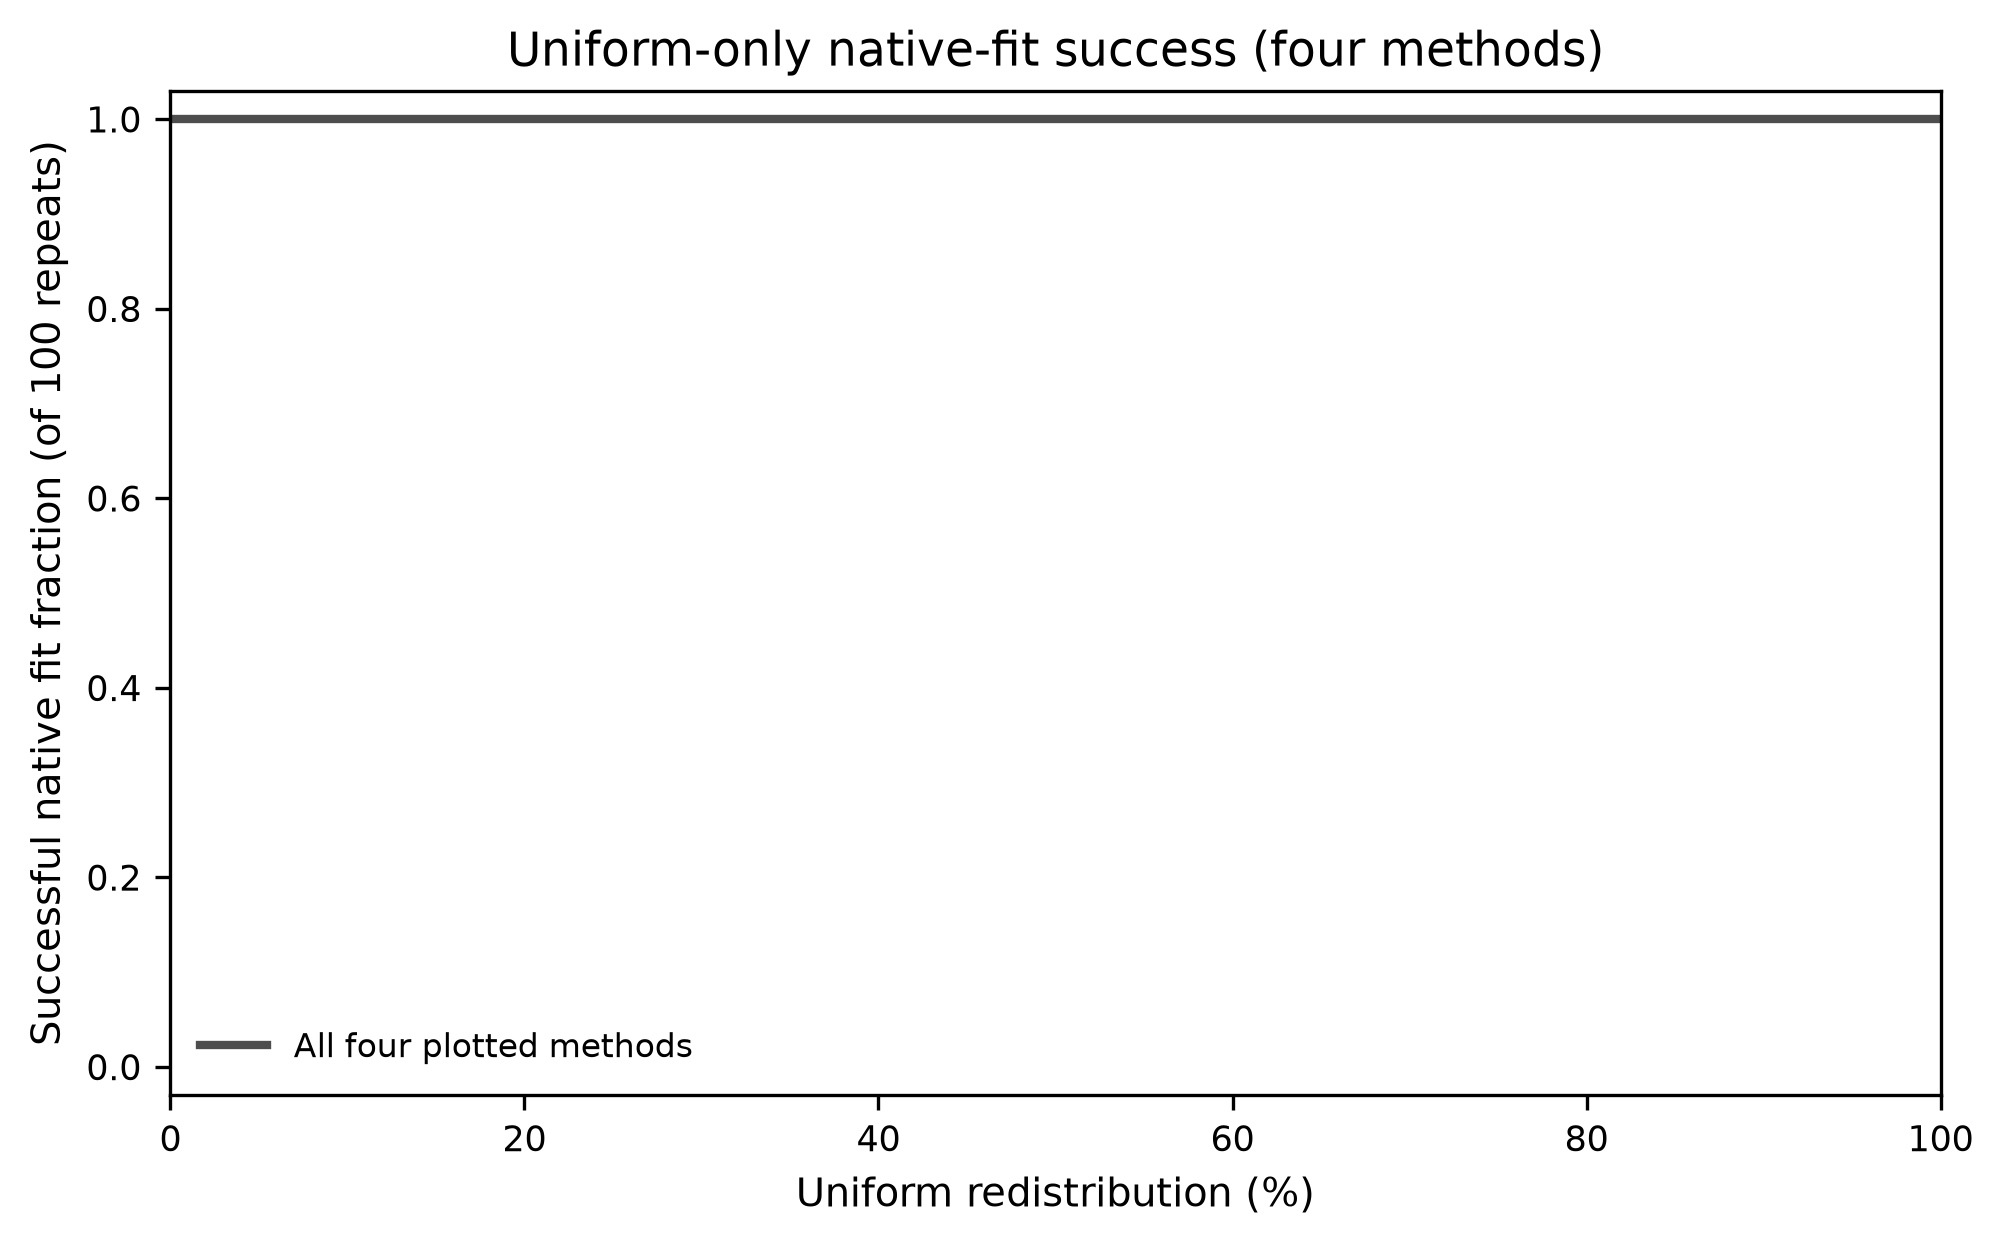 Uniform-only native-fit success (four methods)
Successful native fit fraction (of 100 repeats)
1.0
0.8
0.6
0.4
0.2
0.0
All four plotted methods
0 20 40 60 80 100
Uniform redistribution (%)